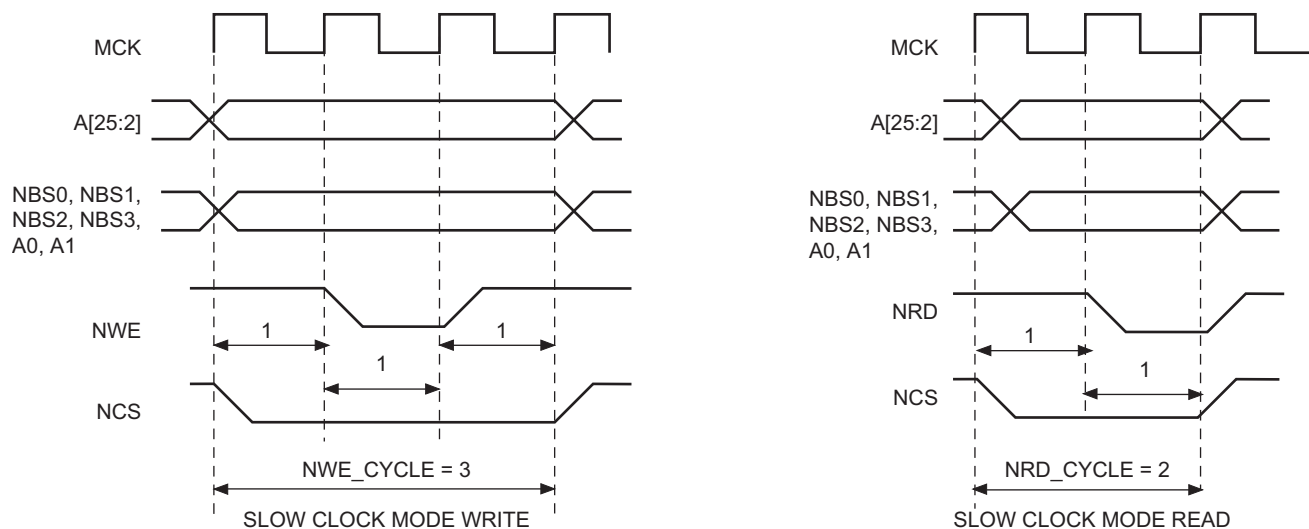 MCK
A[25:2]
NBS0, NBS1,
NBS2, NBS3,
A0, A1
NWE
1
1
1
NCS
NWE_CYCLE = 3
SLOW CLOCK MODE WRITE
MCK
A[25:2]
NBS0, NBS1,
NBS2, NBS3,
A0, A1
NRD
1
1
NCS
NRD_CYCLE = 2
SLOW CLOCK MODE READ